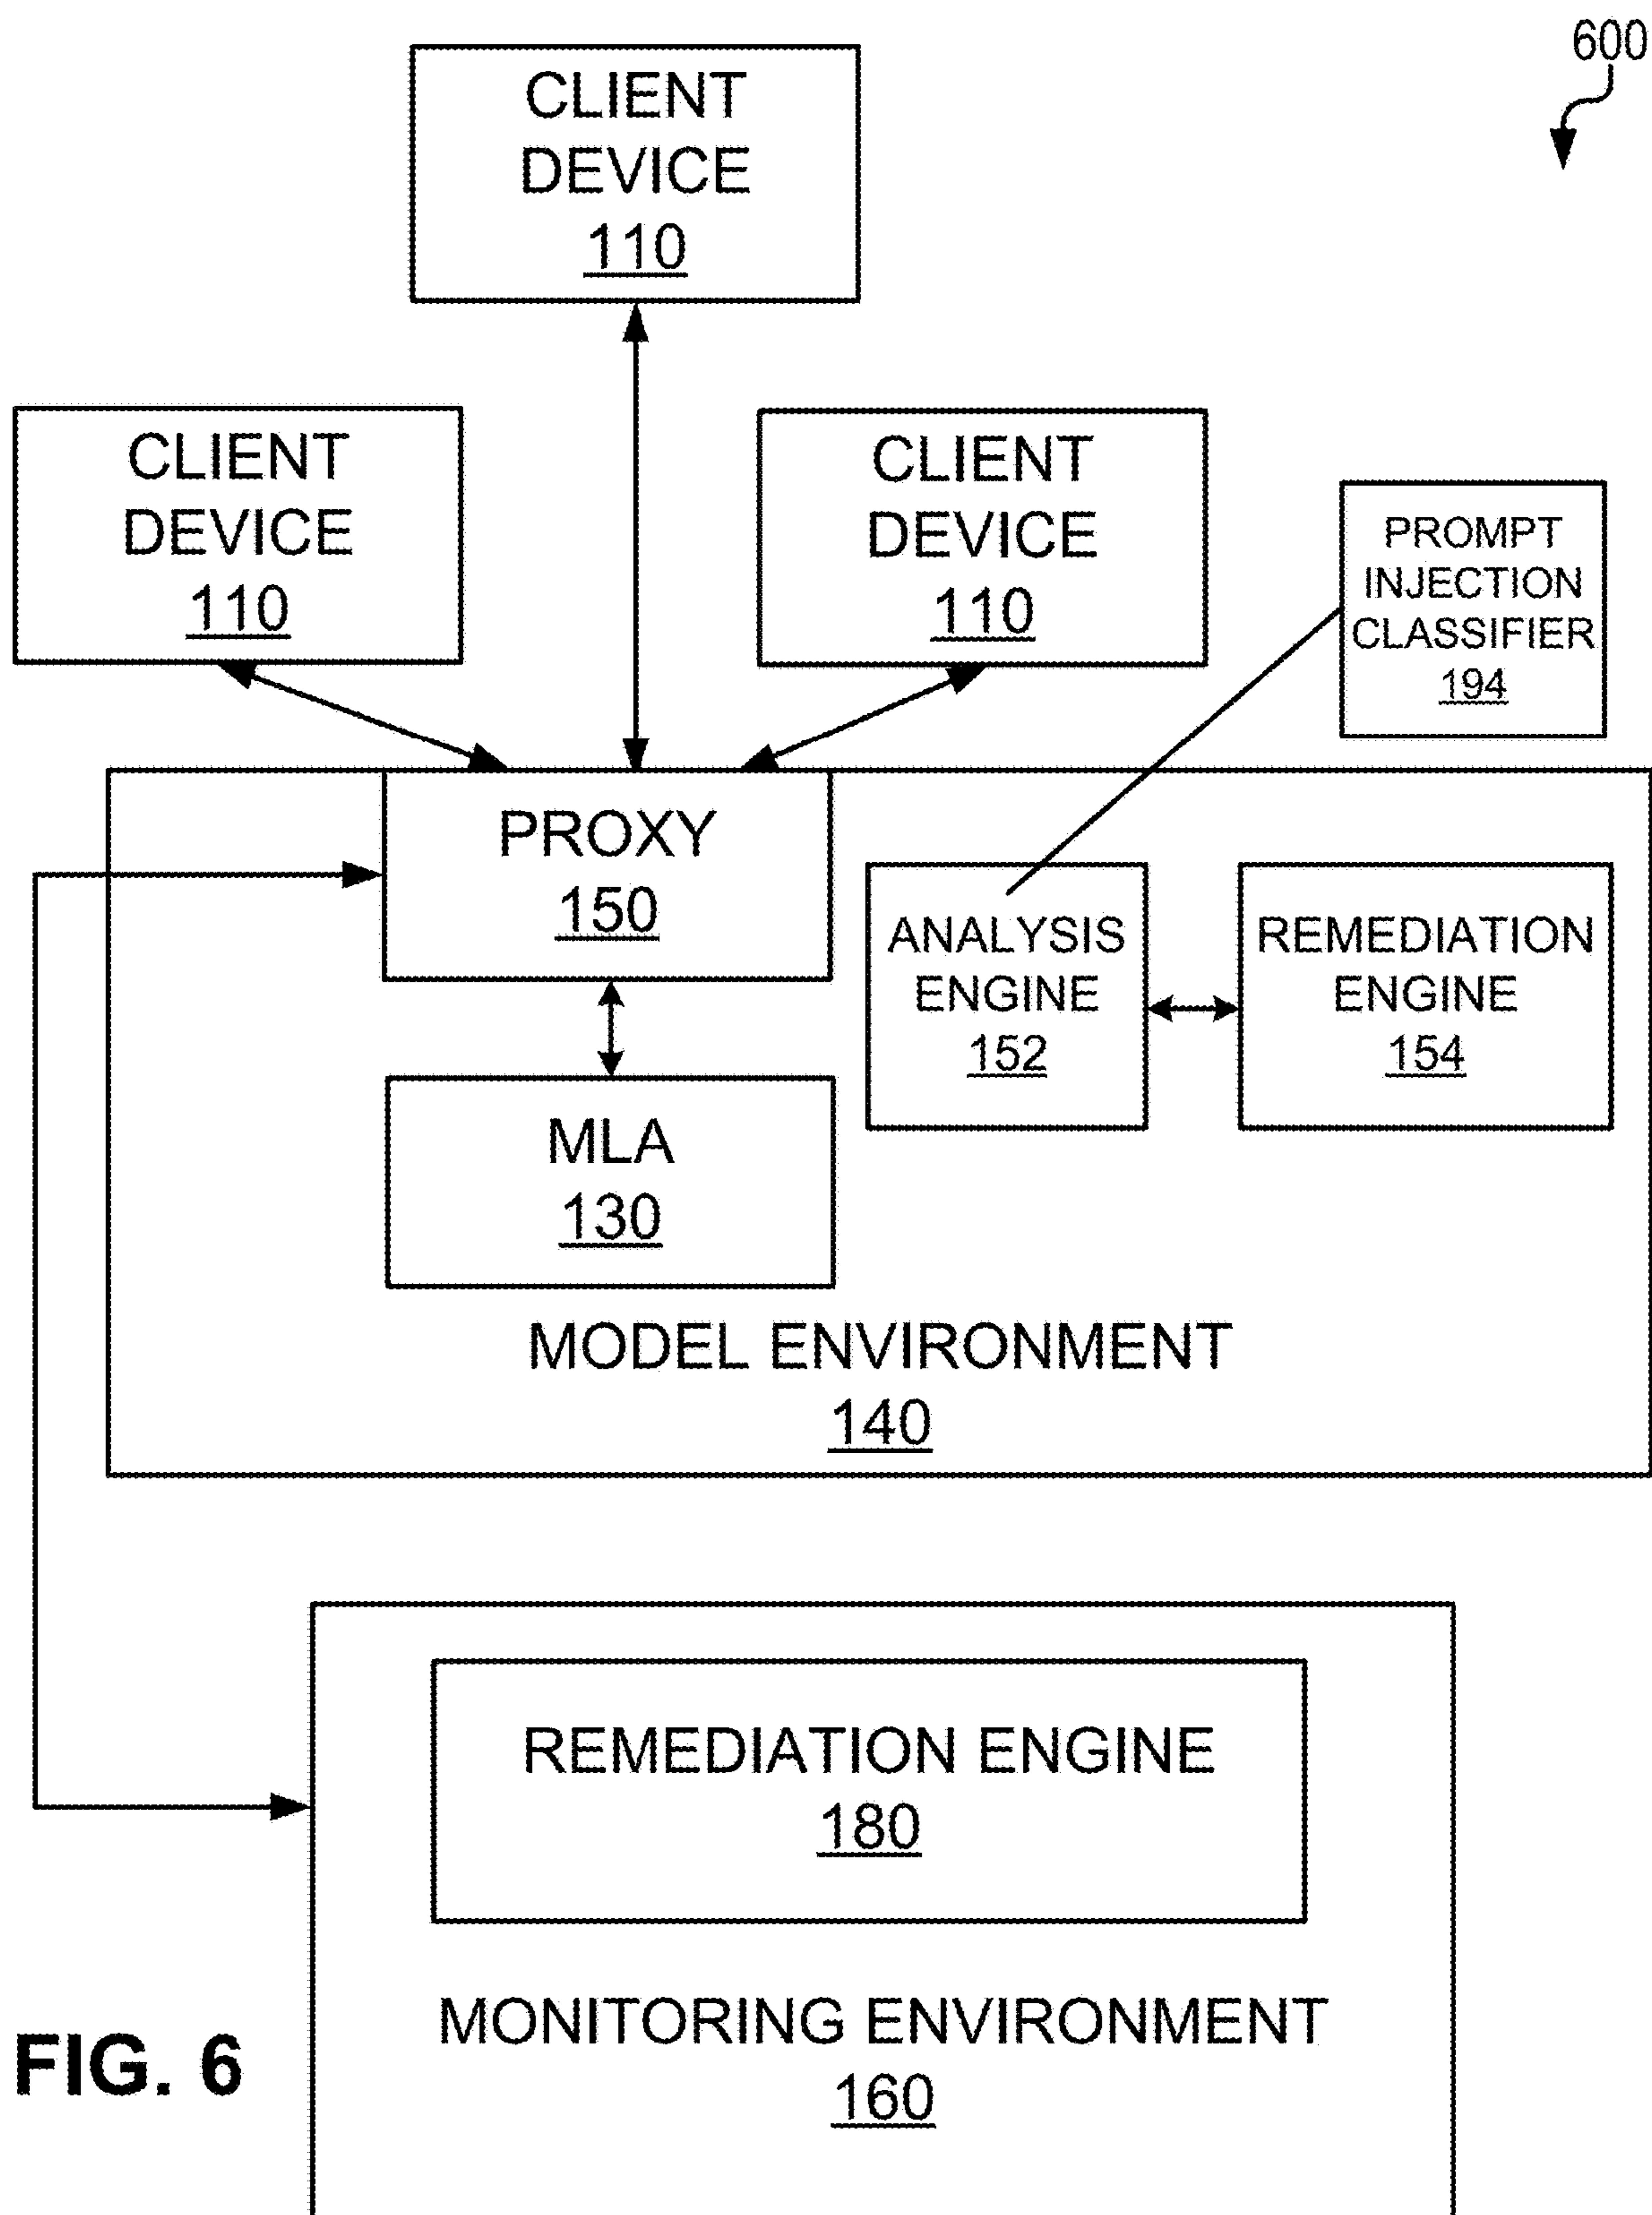 600
CLIENT
DEVICE
110
CLIENT
DEVICE
110
CLIENT
DEVICE
110
PROMPT
INJECTION
CLASSIFIER
194
PROXY
150
ANALYSIS
ENGINE
152
REMEDIATION
ENGINE
154
MLA
130
MODEL ENVIRONMENT
140
REMEDIATION ENGINE
180
MONITORING ENVIRONMENT
160
FIG. 6